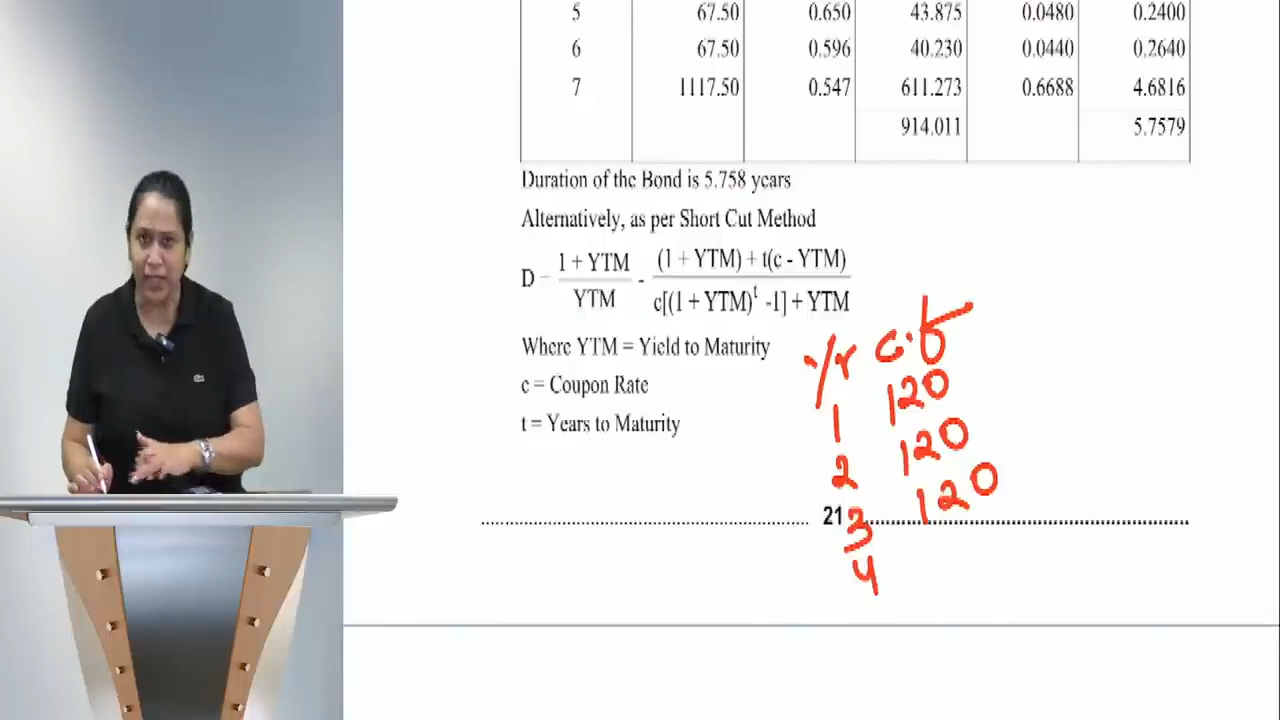 5 67.50 0.650 43.875 0.0480 0.2400
6 67.50 0.596 40.230 0.0440 0.2640
7 1117.50 0.547 611.273 0.6688 4.6816
914.011 5.7579
Duration of the Bond is 5.758 years
Alternatively, as per Short Cut Method
D = (1 + YTM)/YTM - ((1 + YTM) + t(c - YTM))/(c[(1 + YTM)^t -1] + YTM)
Where YTM = Yield to Maturity
c = Coupon Rate
t = Years to Maturity
Yr C.f
1 120
2 120
3 120
4
21